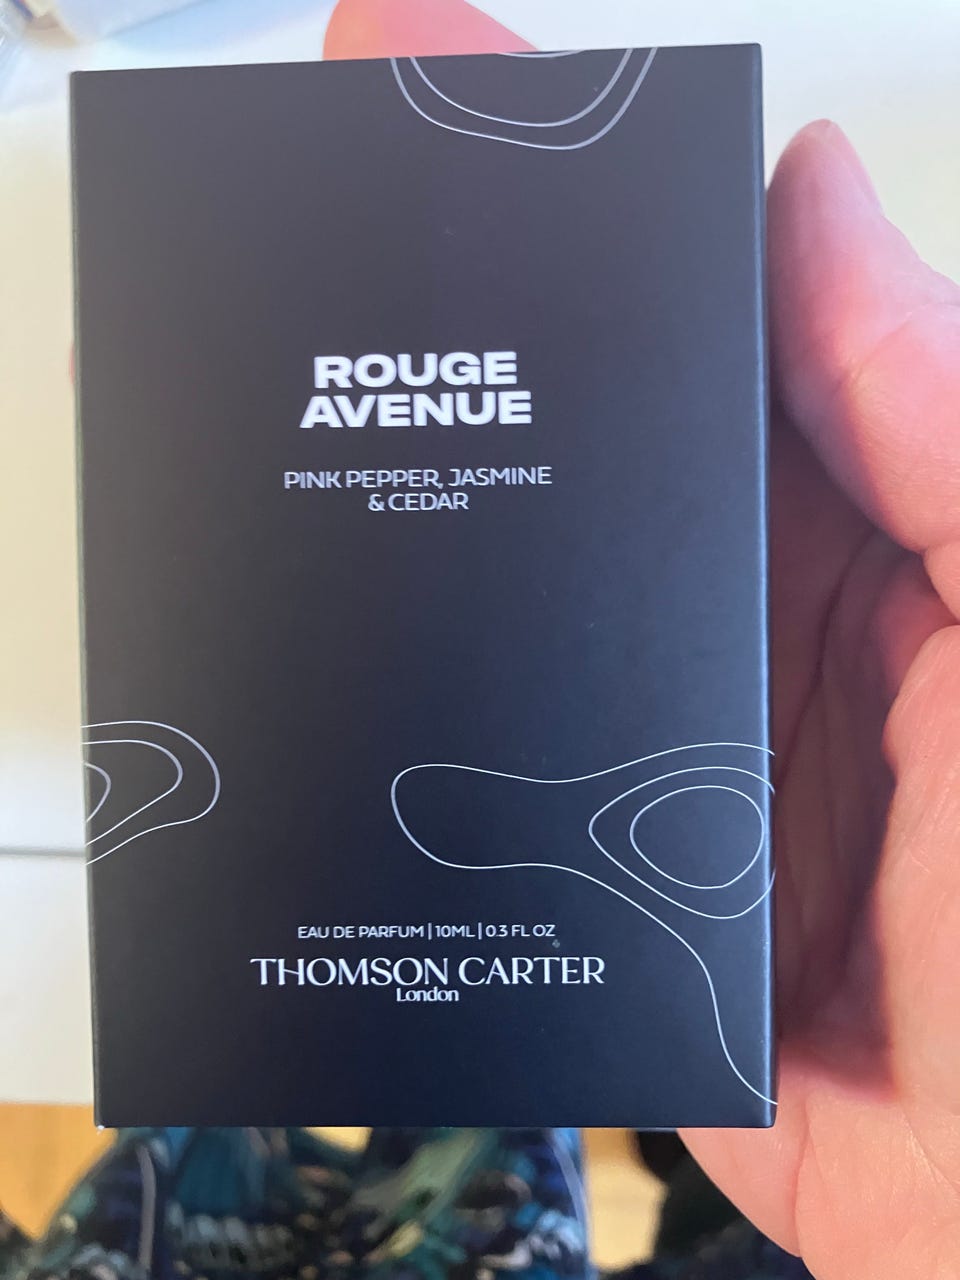 ROUGE
AVENUE
PINK PEPPER, JASMINE
& CEDAR
EAU DE PARFUM | 10ML | 0.3 FL OZ
THOMSON CARTER
London